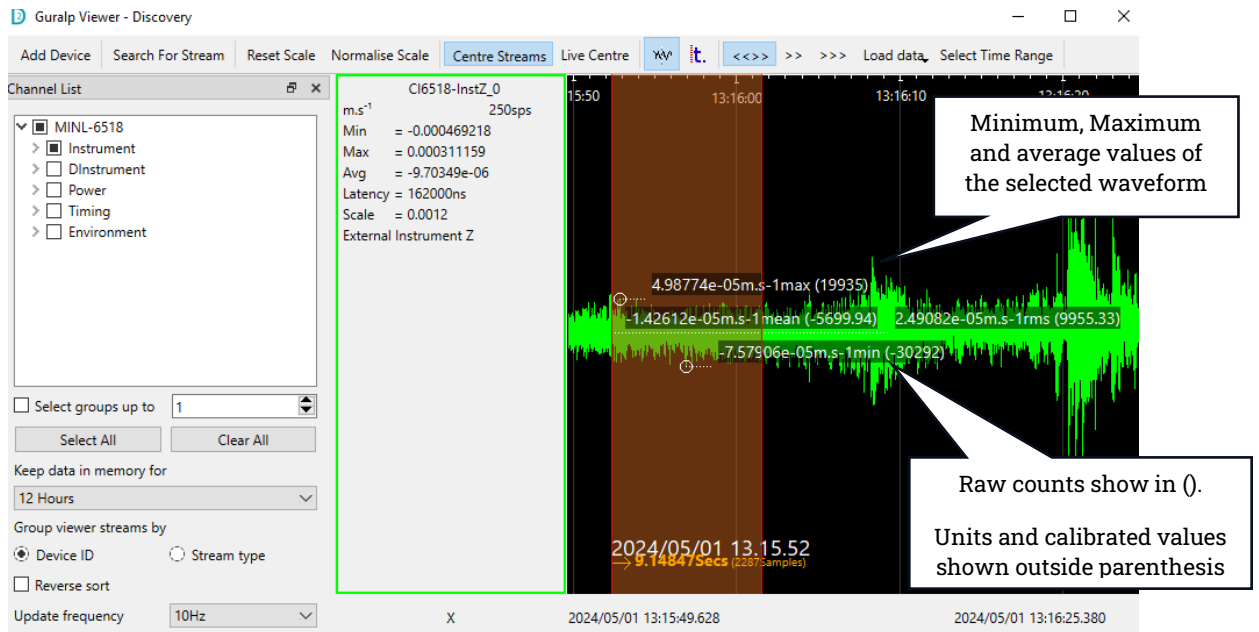 Guralp Viewer - Discovery
Add Device Search For Stream Reset Scale Normalise Scale Centre Streams Live Centre t. <<>> >> >>> Load data Select Time Range
Channel List
MINL-6518
Instrument
DInstrument
Power
Timing
Environment
Select groups up to 1
Select All Clear All
Keep data in memory for
12 Hours
Group viewer streams by
Device ID Stream type
Reverse sort
Update frequency 10Hz
CI6518-InstZ_0
m.s⁻¹ 250sps
Min = -0.000469218
Max = 0.000311159
Avg = -9.70349e-06
Latency = 162000ns
Scale = 0.0012
External Instrument Z
X
15:50 13:16:00 13:16:10 13:16:20
Minimum, Maximum
and average values of
the selected waveform
4.98774e-05m.s-1max (19935)
-1.42612e-05m.s-1mean (-5699.94) 2.49082e-05m.s-1rms (9955.33)
-7.57906e-05m.s-1min (-30292)
Raw counts show in ().
Units and calibrated values
shown outside parenthesis
2024/05/01 13.15.52
9.14847Secs (2287Samples)
2024/05/01 13:15:49.628 2024/05/01 13:16:25.380